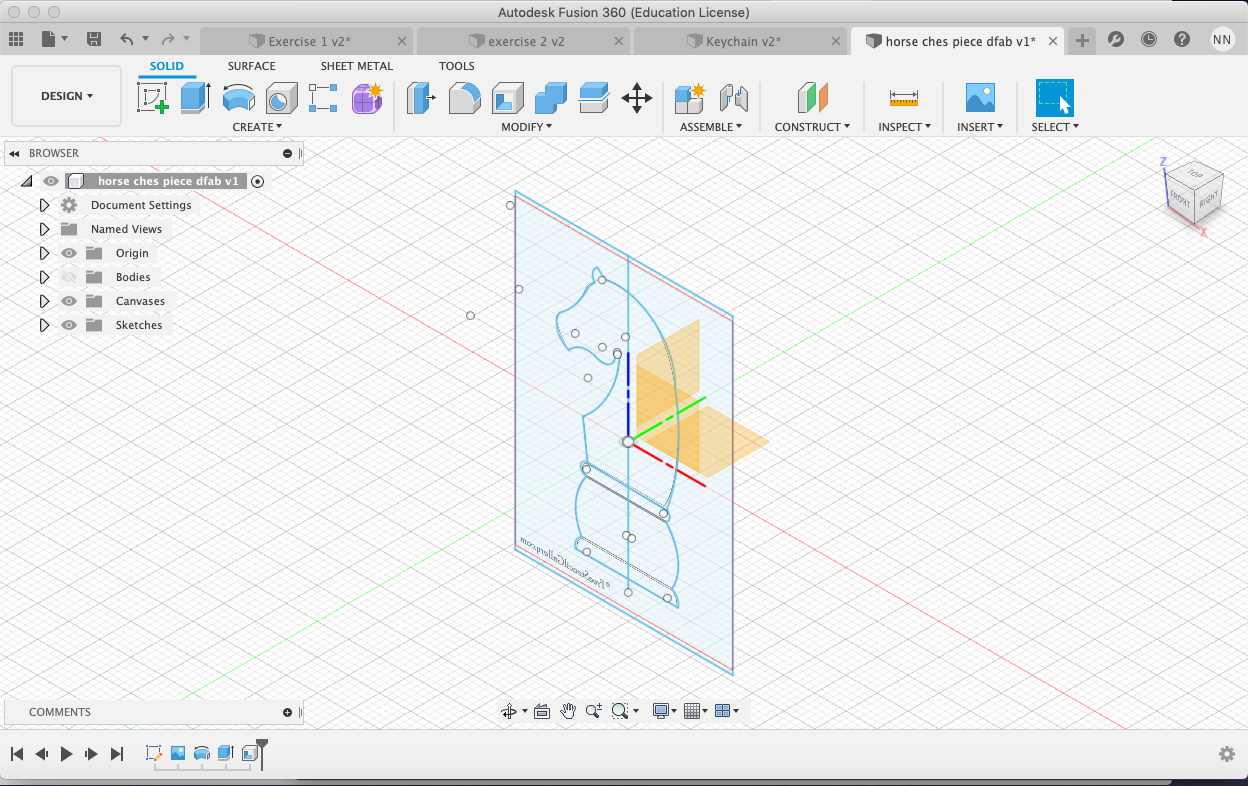 Autodesk Fusion 360 (Education License)
Exercise 1 v2*
exercise 2 v2
Keychain v2*
horse ches piece dfab v1*
NN
DESIGN
SOLID
SURFACE
SHEET METAL
TOOLS
CREATE
MODIFY
ASSEMBLE
CONSTRUCT
INSPECT
INSERT
SELECT
BROWSER
horse ches piece dfab v1
Document Settings
Named Views
Origin
Bodies
Canvases
Sketches
Z
TOP
FRONT
RIGHT
X
©FreeStencilGallery.com
COMMENTS